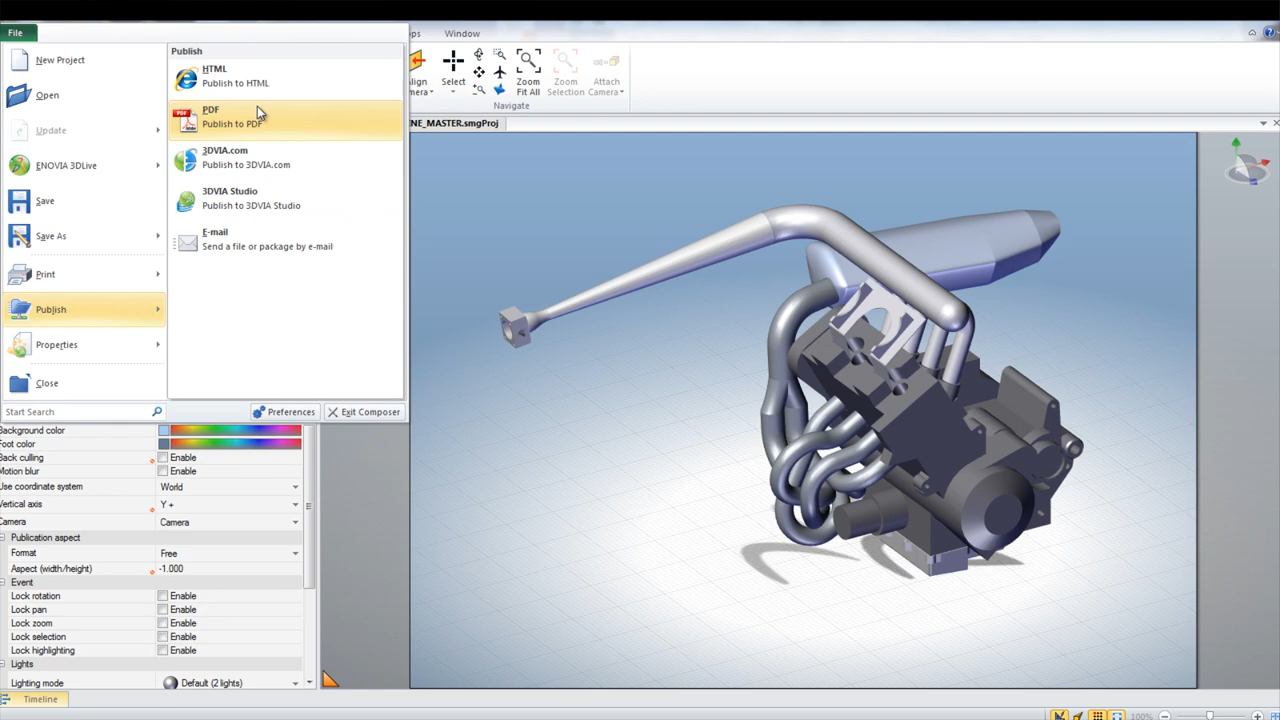 File
ops
Window
New Project
Open
Update
ENOVIA 3DLive
Save
Save As
Print
Publish
Properties
Close
Start Search
Publish
HTML
Publish to HTML
PDF
PDF
Publish to PDF
3DVIA.com
Publish to 3DVIA.com
3DVIA Studio
Publish to 3DVIA Studio
E-mail
Send a file or package by e-mail
Preferences
Exit Composer
Align
Camera
Select
Zoom
Fit All
Zoom
Selection
Attach
Camera
Navigate
NE_MASTER.smgProj
Background color
Foot color
Back culling Enable
Motion blur Enable
Use coordinate system World
Vertical axis Y +
Camera Camera
Publication aspect
Format Free
Aspect (width/height) -1.000
Event
Lock rotation Enable
Lock pan Enable
Lock zoom Enable
Lock selection Enable
Lock highlighting Enable
Lights
Lighting mode Default (2 lights)
Timeline
100%